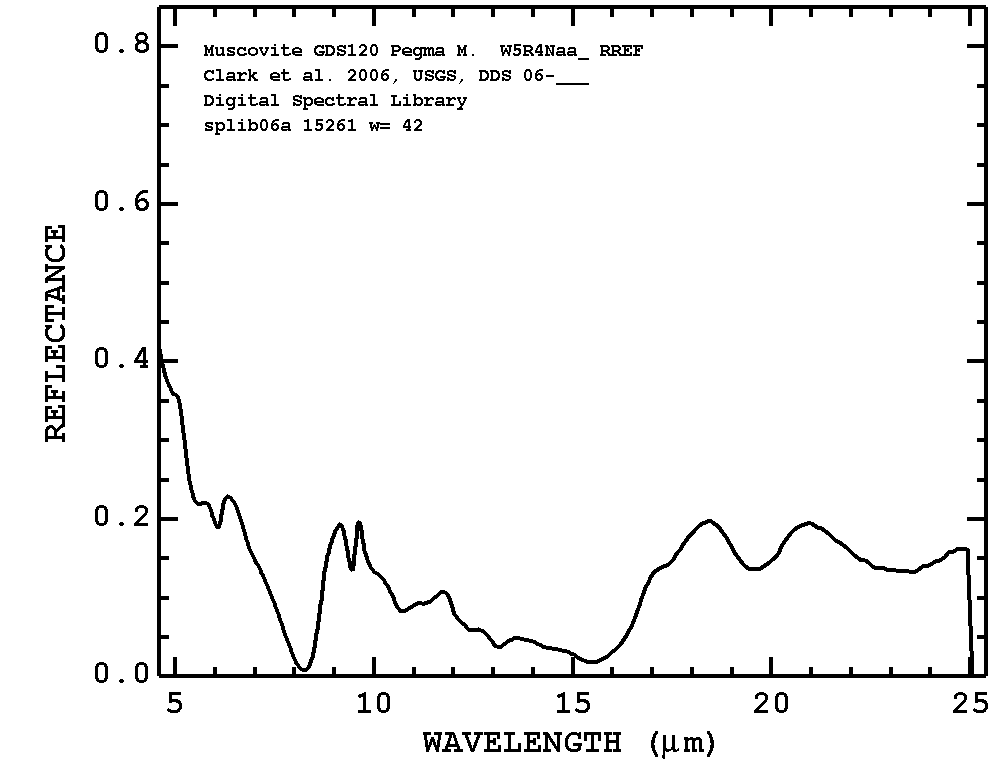 Muscovite GDS120 Pegma M.  W5R4Naa_ RREF
Clark et al. 2006, USGS, DDS 06-___
Digital Spectral Library
splib06a 15261 w= 42
0.8
0.6
0.4
0.2
0.0
REFLECTANCE
5 10 15 20 25
WAVELENGTH (μm)